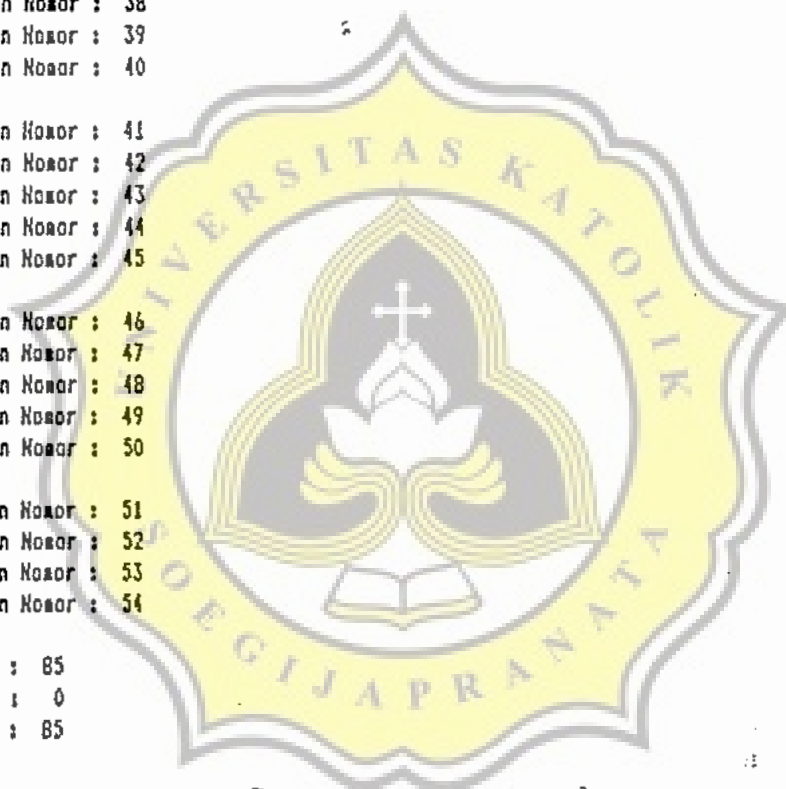 n Nomor : 38
n Nomor : 39
n Nomor : 40
n Nomor : 41
n Nomor : 42
n Nomor : 43
n Nomor : 44
n Nomor : 45
n Nomor : 46
n Nomor : 47
n Nomor : 48
n Nomor : 49
n Nomor : 50
n Nomor : 51
n Nomor : 52
n Nomor : 53
n Nomor : 54
: 85
: 0
: 85
UNIVERSITAS KATOLIK
SOEGIJAPRANATA